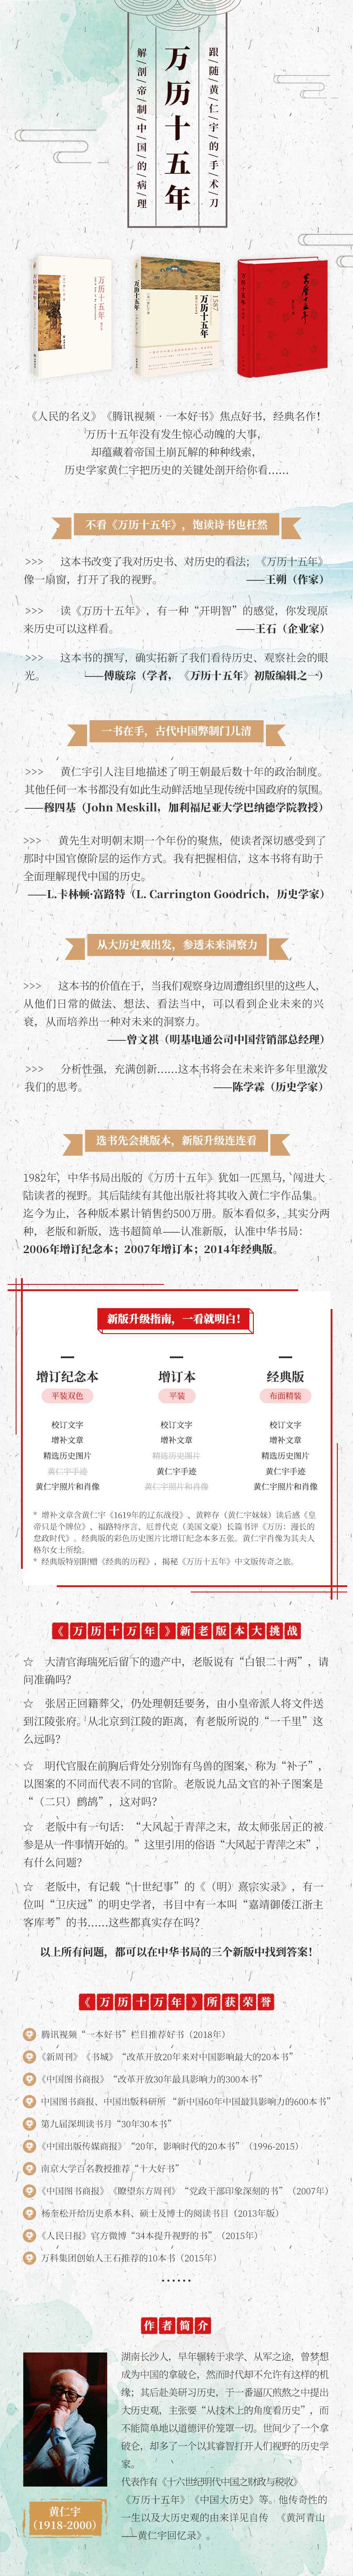 跟随/黄/仁/宇/的/手/术/刀
万历十五年
解/剖/帝/制/中/国/的/病/理
万历十五年
万历十五年
1587
万历十五年
万历十五年
万历十五年
《人民的名义》《腾讯视频·一本好书》焦点好书，经典名作！
万历十五年没有发生惊心动魄的大事，
却蕴藏着帝国土崩瓦解的种种线索，
历史学家黄仁宇把历史的关键处剖开给你看……
不看《万历十五年》，饱读诗书也枉然
>>> 这本书改变了我对历史书、对历史的看法；《万历十五年》
像一扇窗，打开了我的视野。 ——王朔（作家）
>>> 读《万历十五年》，有一种“开明智”的感觉，你发现原
来历史可以这样看。 ——王石（企业家）
>>> 这本书的撰写，确实拓新了我们看待历史、观察社会的眼
光。 ——傅璇琮（学者，《万历十五年》初版编辑之一）
一书在手，古代中国弊制门儿清
>>> 黄仁宇引人注目地描述了明王朝最后数十年的政治制度。
其他任何一本书都没有如此生动鲜活地呈现传统中国政府的氛围。
——穆四基（John Meskill，加利福尼亚大学巴纳德学院教授）
>>> 黄先生对明朝末期一个年份的聚焦，使读者深切感受到了
那时中国官僚阶层的运作方式。我有把握相信，这本书将有助于
全面理解现代中国的历史。
——L.卡林顿·富路特（L. Carrington Goodrich，历史学家）
从大历史观出发，参透未来洞察力
>>> 这本书的价值在于，当我们观察身边周遭组织里的这些人，
从他们日常的做法、想法、看法当中，可以看到企业未来的兴
衰，从而培养出一种对未来的洞察力。
——曾文祺（明基电通公司中国营销部总经理）
>>> 分析性强，充满创新……这本书将会在未来许多年里激发
我们的思考。 ——陈学霖（历史学家）
选书先会挑版本，新版升级连连看
1982年，中华书局出版的《万历十五年》犹如一匹黑马，闯进大
陆读者的视野。其后陆续有其他出版社将其收入黄仁宇作品集。
迄今为止，各种版本累计销售约500万册。版本看似多，其实分两
种，老版和新版，选书超简单——认准新版，认准中华书局：
2006年增订纪念本；2007年增订本；2014年经典版。
新版升级指南，一看就明白！
增订纪念本
平装双色
校订文字
增补文章
精选历史图片
黄仁宇手迹
黄仁宇照片和肖像
增订本
平装
校订文字
增补文章
精选历史图片
黄仁宇手迹
黄仁宇照片和肖像
经典版
布面精装
校订文字
增补文章
精选历史图片
黄仁宇手迹
黄仁宇照片和肖像
* 增补文章含黄仁宇《1619年的辽东战役》、黄粹存（黄仁宇妹妹）读后感《皇
帝只是个牌位》、福路特序言、厄普代克（美国文豪）长篇书评《万历：漫长的
怠政时代》。经典版的彩色历史图片比增订纪念本多五张。黄仁宇肖像为其夫人
格尔女士所绘。
* 经典版特别附赠《经典的历程》，揭秘《万历十五年》中文版传奇之旅。
《万历十万年》新老版本大挑战
☆ 大清官海瑞死后留下的遗产中，老版说有“白银二十两”，请
问准确吗？
☆ 张居正回籍葬父，仍处理朝廷要务，由小皇帝派人将文件送
到江陵张府。从北京到江陵的距离，有老版所说的“一千里”这
么远吗？
☆ 明代官服在前胸后背处分别饰有鸟兽的图案，称为“补子”，
以图案的不同而代表不同的官阶。老版说九品文官的补子图案是
“（二只）鹧鸪”，这对吗？
☆ 老版中有一句话：“大风起于青萍之末，故太师张居正的被
参是从一件事情开始的。”这里引用的俗语“大风起于青萍之末”，
有什么问题？
☆ 老版中，有记载“十世纪事”的《（明）熹宗实录》，有一
位叫“卫庆远”的明史学者，书目中有一本叫“嘉靖御倭江浙主
客库考”的书……这些都真实存在吗？
以上所有问题，都可以在中华书局的三个新版中找到答案！
《万历十万年》所获荣誉
腾讯视频“一本好书”栏目推荐好书（2018年）
《新周刊》《书城》“改革开放20年来对中国影响最大的20本书”
《中国图书商报》“改革开放30年最具影响力的300本书”
中国图书商报、中国出版科研所 “新中国60年中国最具影响力的600本书”
第九届深圳读书月“30年30本书”
《中国出版传媒商报》“20年，影响时代的20本书”（1996-2015）
南京大学百名教授推荐“十大好书”
《中国图书商报》《瞭望东方周刊》“党政干部印象深刻的书”（2007年）
杨奎松开给历史系本科、硕士及博士的阅读书目（2013年版）
《人民日报》官方微博“34本提升视野的书”（2015年）
万科集团创始人王石推荐的10本书（2015年）
......
作者简介
湖南长沙人，早年辗转于求学、从军之途，曾梦想
成为中国的拿破仑，然而时代却不允许有这样的机
缘；其后赴美研习历史，于一番逼仄煎熬之中提出
大历史观，主张要“从技术上的角度看历史”，而
不能简单地以道德评价笼罩一切。世间少了一个拿
破仑，却多了一个以其睿智打开人们视野的历史学
家。
代表作有《十六世纪明代中国之财政与税收》
《万历十五年》《中国大历史》等。他传奇性的
一生以及大历史观的由来详见自传 《黄河青山
——黄仁宇回忆录》。
黄仁宇
（1918-2000）